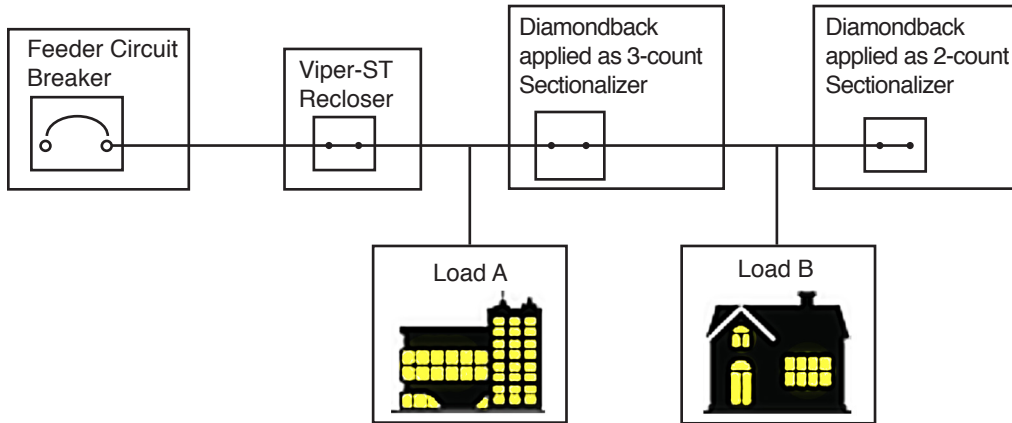 Feeder Circuit
Breaker
Viper-ST
Recloser
Diamondback
applied as 3-count
Sectionalizer
Diamondback
applied as 2-count
Sectionalizer
Load A
Load B